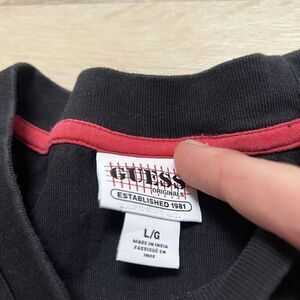 GUESS
ORIGINALS
ESTABLISHED 1981
L/G
MADE IN INDIA
FABRIQUÉ EN
INDE